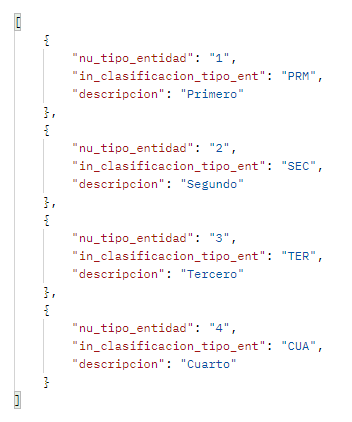 [
    {
        "nu_tipo_entidad": "1",
        "in_clasificacion_tipo_ent": "PRM",
        "descripcion": "Primero"
    },
    {
        "nu_tipo_entidad": "2",
        "in_clasificacion_tipo_ent": "SEC",
        "descripcion": "Segundo"
    },
    {
        "nu_tipo_entidad": "3",
        "in_clasificacion_tipo_ent": "TER",
        "descripcion": "Tercero"
    },
    {
        "nu_tipo_entidad": "4",
        "in_clasificacion_tipo_ent": "CUA",
        "descripcion": "Cuarto"
    }
]